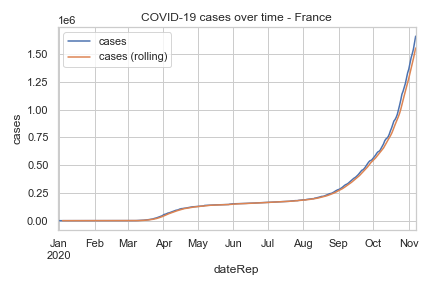 COVID-19 cases over time - France
1e6
cases
cases (rolling)
1.50
1.25
1.00
0.75
0.50
0.25
0.00
cases
Jan Feb Mar Apr May Jun Jul Aug Sep Oct Nov
2020
dateRep